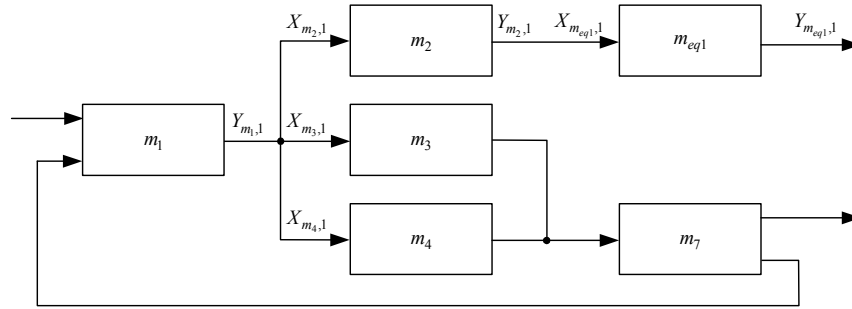 X_{m_2,1}
m_2
Y_{m_2,1}
X_{m_{eq1},1}
m_{eq1}
Y_{m_{eq1},1}
m_1
Y_{m_1,1}
X_{m_3,1}
m_3
X_{m_4,1}
m_4
m_7